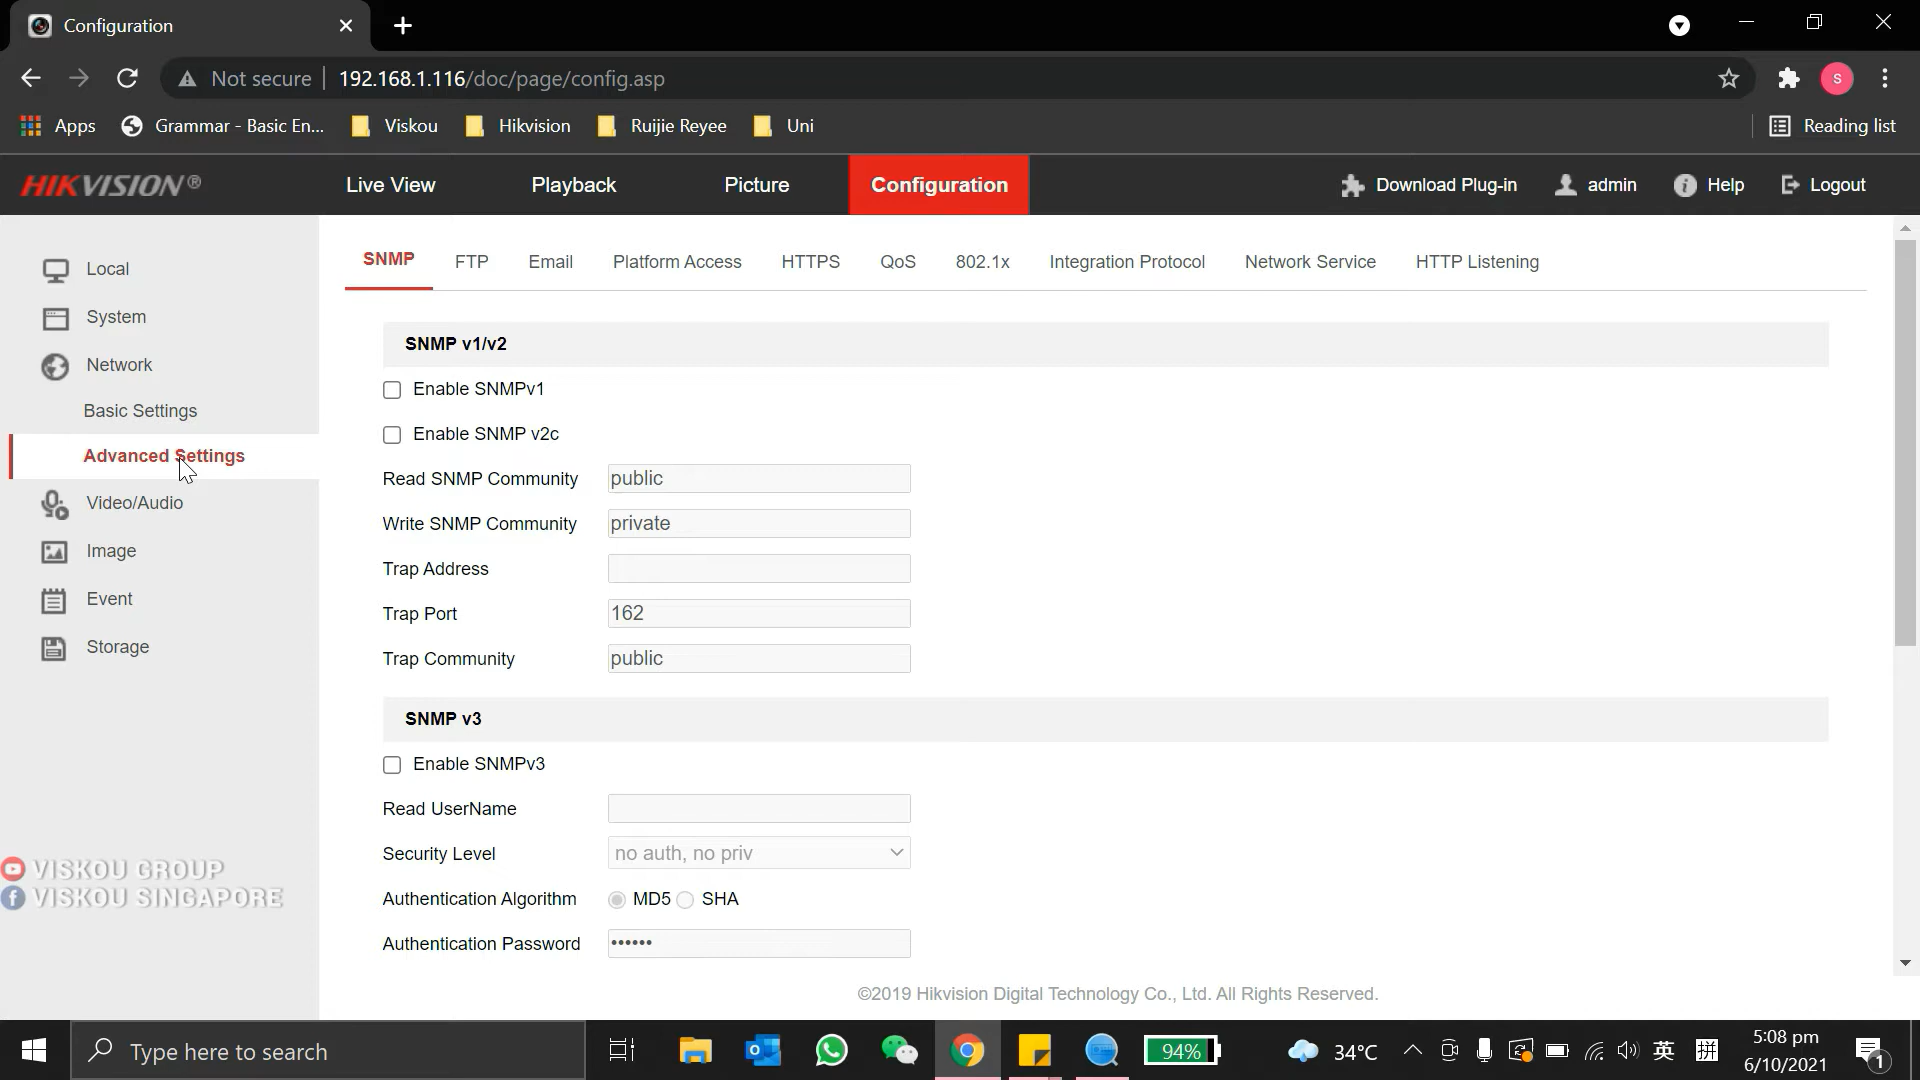 Configuration
Not secure
192.168.1.116/doc/page/config.asp
S
Apps
Grammar - Basic En...
Viskou
Hikvision
Ruijie Reyee
Uni
Reading list
HIKVISION®
Live View
Playback
Picture
Configuration
Download Plug-in
admin
Help
Logout
Local
System
Network
Basic Settings
Advanced Settings
Video/Audio
Image
Event
Storage
SNMP
FTP
Email
Platform Access
HTTPS
QoS
802.1x
Integration Protocol
Network Service
HTTP Listening
SNMP v1/v2
Enable SNMPv1
Enable SNMP v2c
Read SNMP Community public
Write SNMP Community private
Trap Address
Trap Port 162
Trap Community public
SNMP v3
Enable SNMPv3
Read UserName
Security Level no auth, no priv
Authentication Algorithm MD5 SHA
Authentication Password ••••••
VISKOU GROUP
VISKOU SINGAPORE
©2019 Hikvision Digital Technology Co., Ltd. All Rights Reserved.
Type here to search
94%
34°C
英
拼
5:08 pm
6/10/2021
1